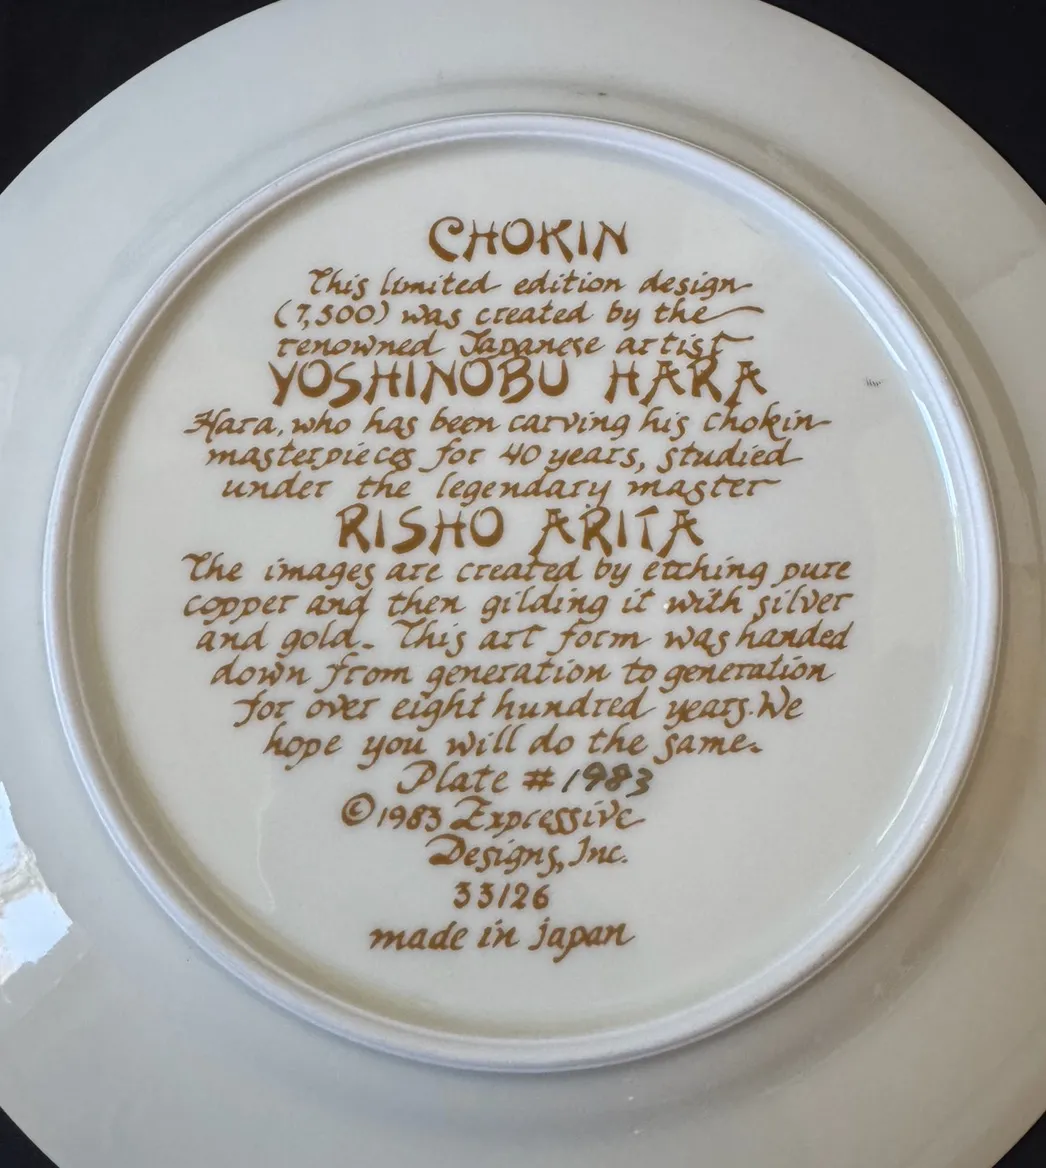 CHOKIN
This limited edition design
(7,500) was created by the
renowned Japanese artist
YOSHINOBU HARA
Hara, who has been carving his chokin
masterpieces for 40 years, studied
under the legendary master
RISHO ARITA
The images are created by etching pure
copper and then gilding it with silver
and gold. This art form was handed
down from generation to generation
for over eight hundred years. We
hope you will do the same.
Plate # 1983
©1983 Expressive
Designs, Inc.
33126
made in japan